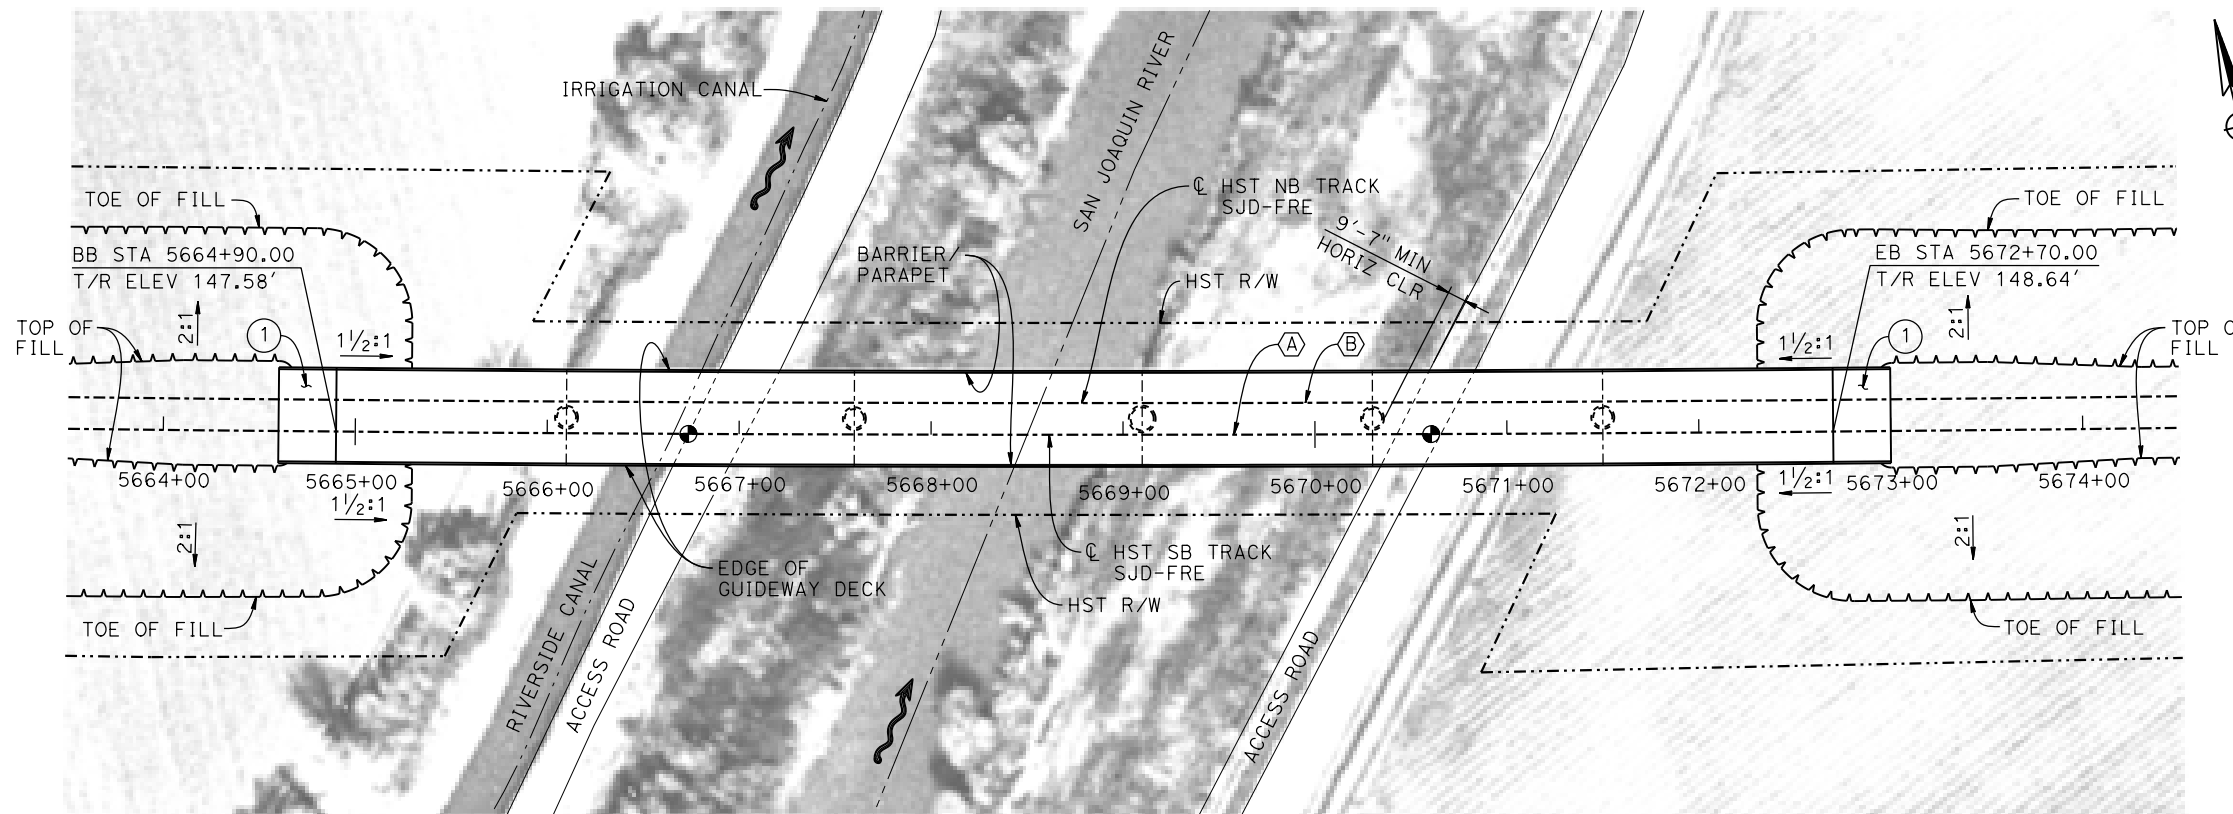 IRRIGATION CANAL
SAN JOAQUIN RIVER
℄ HST NB TRACK
SJD-FRE
TOE OF FILL
TOE OF FILL
9'-7" MIN
HORIZ CLR
BB STA 5664+90.00
T/R ELEV 147.58'
BARRIER/
PARAPET
HST R/W
EB STA 5672+70.00
T/R ELEV 148.64'
TOP OF
FILL
2:1
1
1½:1
A
B
1½:1
1
2:1
FILL
5664+00
5665+00
5666+00
5667+00
5668+00
5669+00
5670+00
5671+00
5672+00
5673+00
5674+00
1½:1
1½:1
2:1
2:1
EDGE OF
GUIDEWAY DECK
℄ HST SB TRACK
SJD-FRE
HST R/W
TOE OF FILL
TOE OF FILL
RIVERSIDE CANAL
ACCESS ROAD
ACCESS ROAD